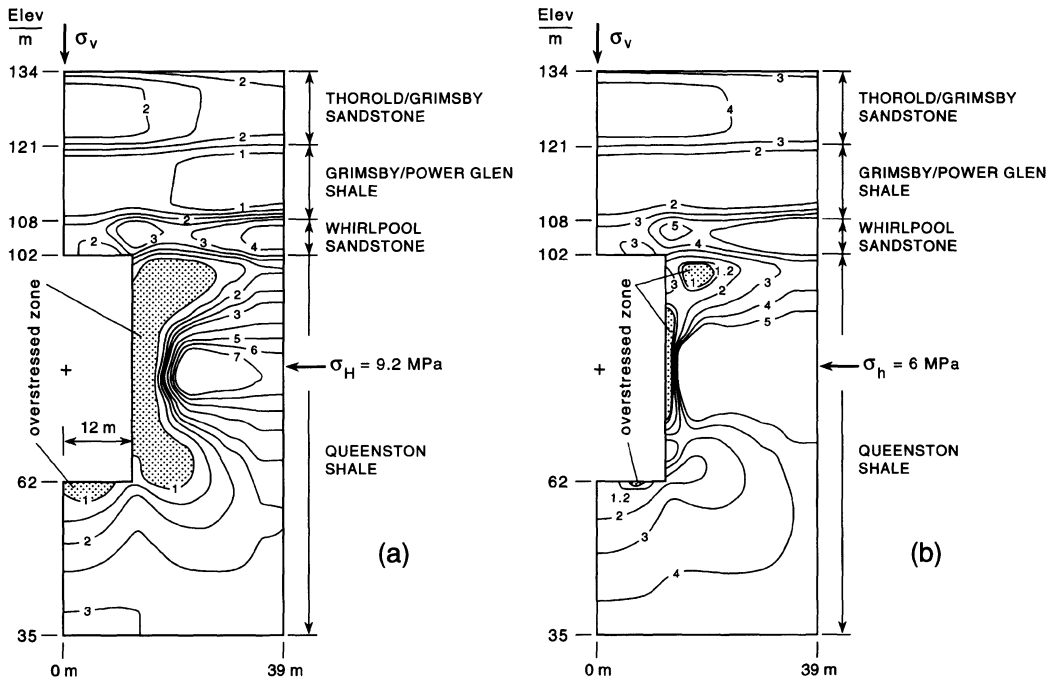 Elev
m
σv
134
121
108
102
62
35
0 m
39 m
THOROLD/GRIMSBY
SANDSTONE
GRIMSBY/POWER GLEN
SHALE
WHIRLPOOL
SANDSTONE
σH = 9.2 MPa
QUEENSTON
SHALE
overstressed zone
+
12 m
2
2
2
1
1
2
2
3
3
4
2
3
5
6
7
1
1
2
3
(a)
Elev
m
σv
134
121
108
102
62
35
0 m
39 m
THOROLD/GRIMSBY
SANDSTONE
GRIMSBY/POWER GLEN
SHALE
WHIRLPOOL
SANDSTONE
σh = 6 MPa
QUEENSTON
SHALE
overstressed zone
+
3
4
3
2
2
3
5
4
3
3
1
1.2
2
3
4
5
1.2
2
3
4
(b)